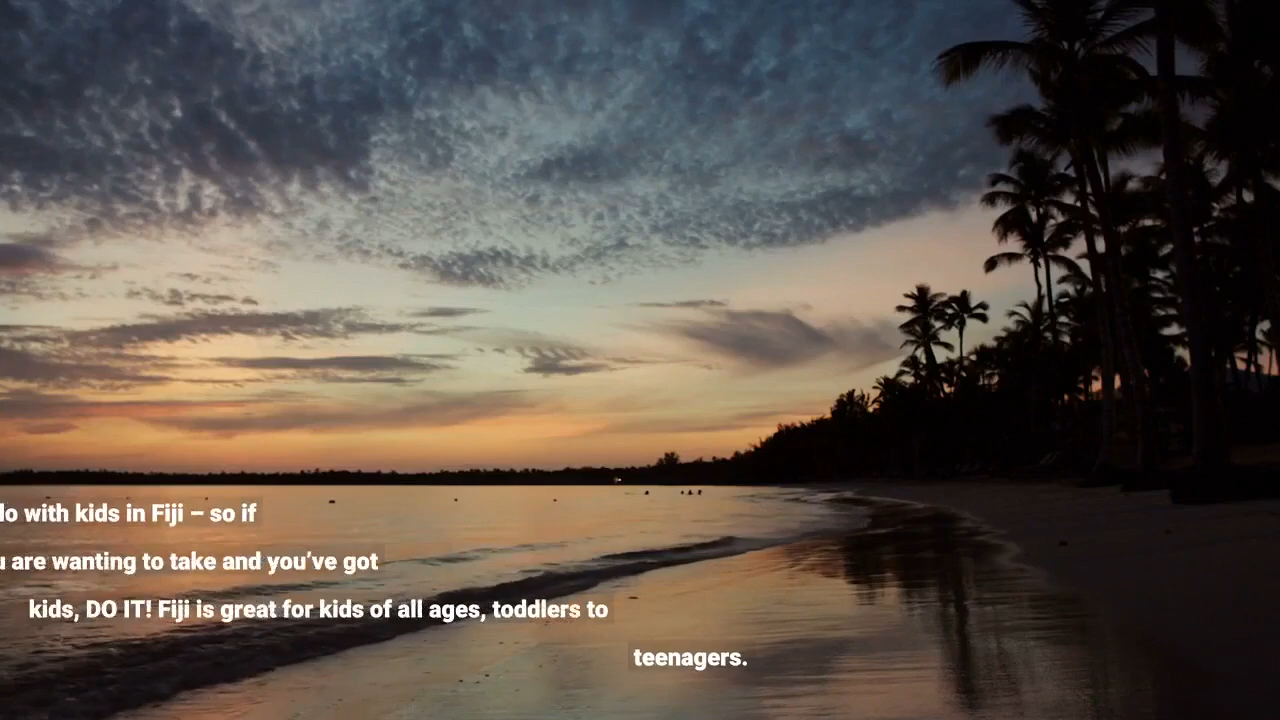 with kids in Fiji – so if
are wanting to take and you’ve got
kids, DO IT! Fiji is great for kids of all ages, toddlers to
teenagers.